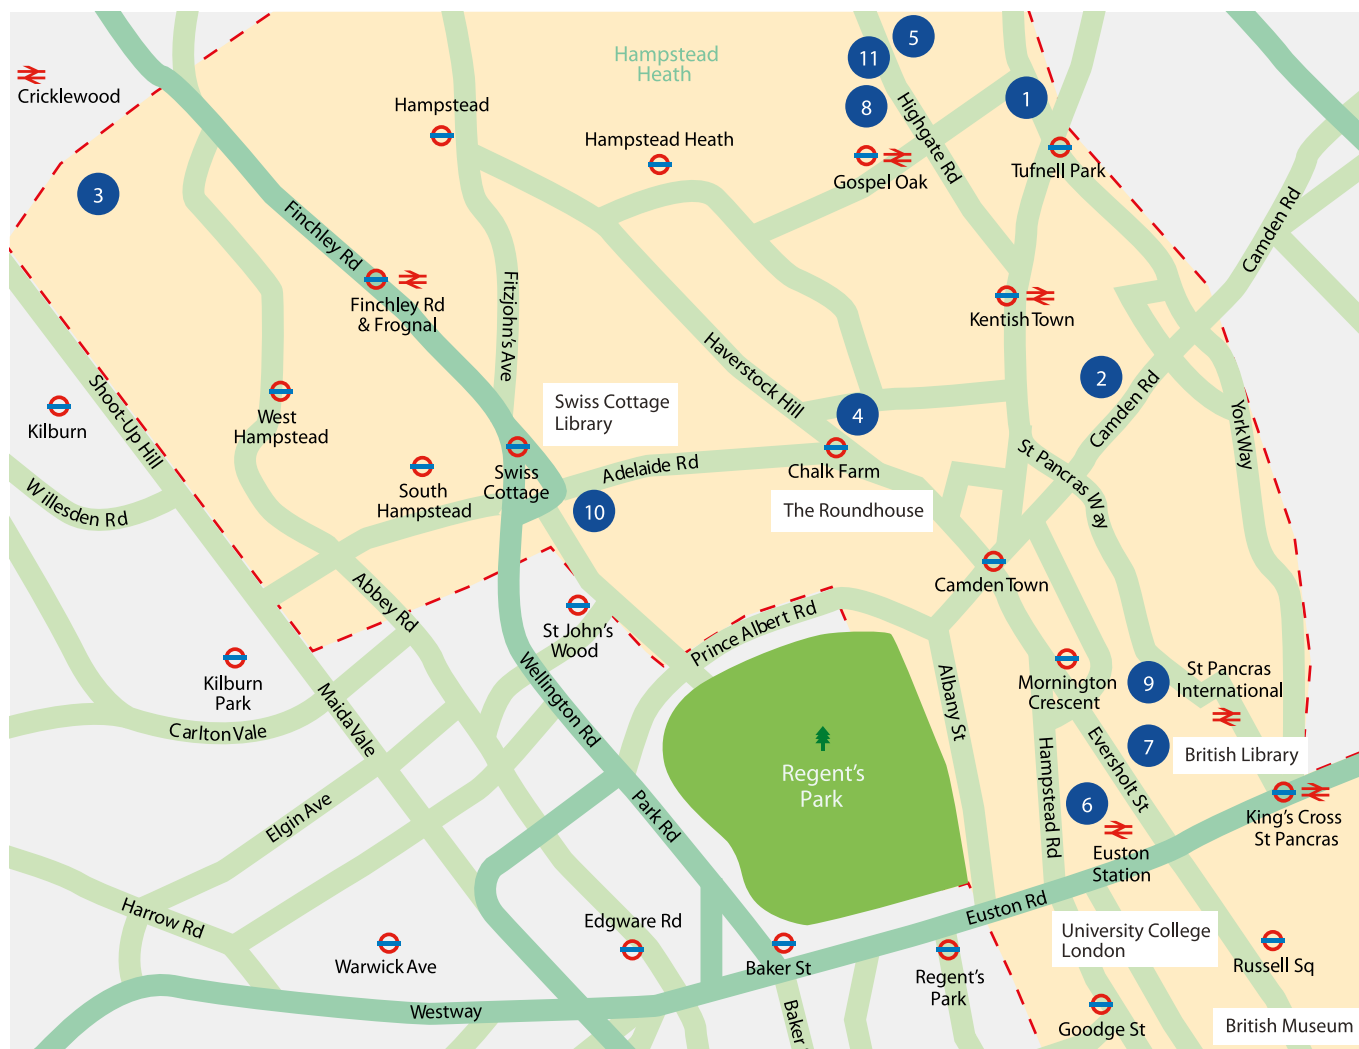 Hampstead
Heath
5
11
8
1
Cricklewood
Hampstead
Hampstead Heath
Highgate Rd
Gospel Oak
Tufnell Park
3
Finchley Rd
Camden Rd
Finchley Rd
& Frognal
Fitzjohn's Ave
Kentish Town
Haverstock Hill
2
Shoot-Up Hill
Kilburn
West
Hampstead
Swiss Cottage
Library
4
Camden Rd
York Way
Swiss
Cottage
Adelaide Rd
Chalk Farm
St Pancras Way
South
Hampstead
Willesden Rd
10
The Roundhouse
Camden Town
Abbey Rd
St John's
Wood
Prince Albert Rd
Kilburn
Park
Wellington Rd
Albany St
Mornington
Crescent
9
St Pancras
International
Carlton Vale
Maida Vale
7
British Library
Regent's
Park
Hampstead Rd
Eversholt St
6
Elgin Ave
Park Rd
King's Cross
St Pancras
Euston
Station
Harrow Rd
Edgware Rd
Euston Rd
University College
London
Warwick Ave
Baker St
Regent's
Park
Russell Sq
Westway
Baker
Goodge St
British Museum